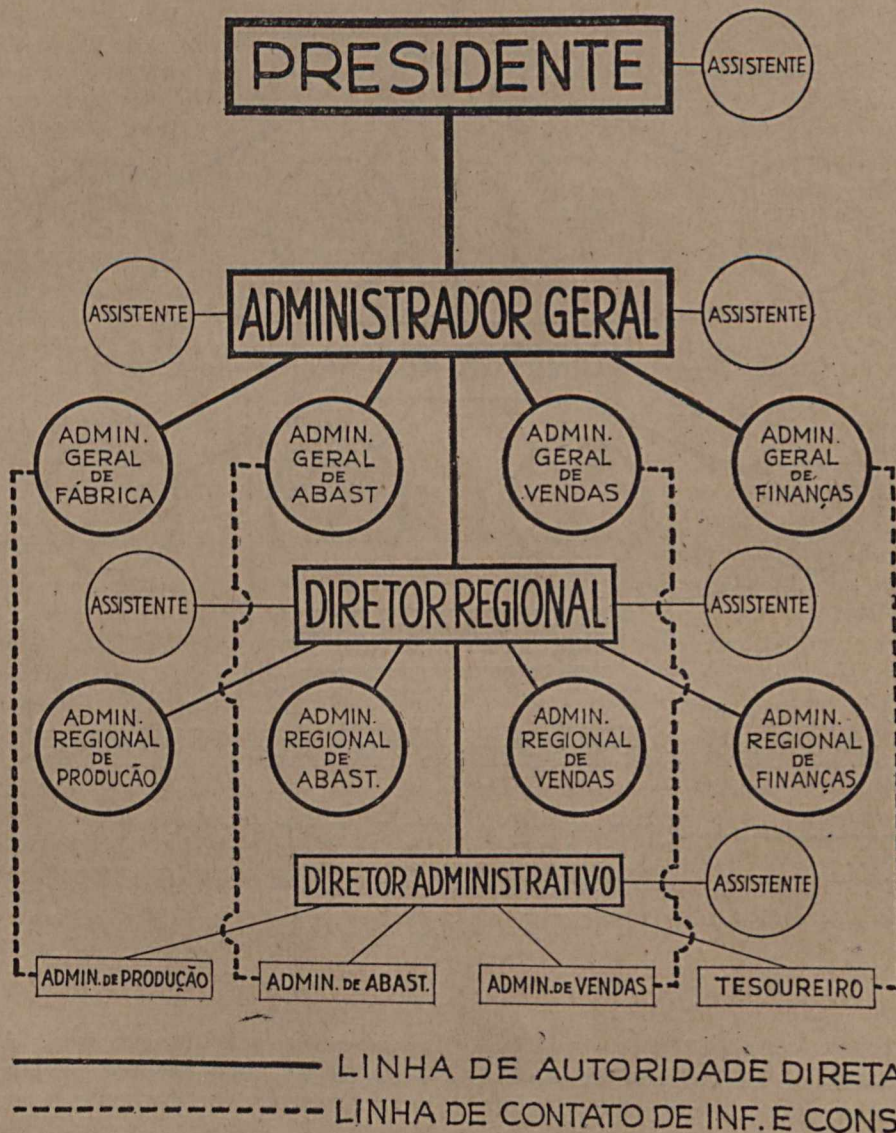 PRESIDENTE
ASSISTENTE
ASSISTENTE
ADMINISTRADOR GERAL
ASSISTENTE
ADMIN.
GERAL
DE
FÁBRICA
ADMIN.
GERAL
DE
ABAST
ADMIN.
GERAL
DE
VENDAS
ADMIN.
GERAL
DE
FINANÇAS
ASSISTENTE
DIRETOR REGIONAL
ASSISTENTE
ADMIN.
REGIONAL
DE
PRODUCÃO
ADMIN.
REGIONAL
DE
ABAST.
ADMIN.
REGIONAL
DE
VENDAS
ADMIN.
REGIONAL
DE
FINANÇAS
DIRETOR ADMINISTRATIVO
ASSISTENTE
ADMIN. DE PRODUÇÃO
ADMIN. DE ABAST.
ADMIN. DE VENDAS
TESOUREIRO
LINHA DE AUTORIDADE DIRETA
LINHA DE CONTATO DE INF. E CONS